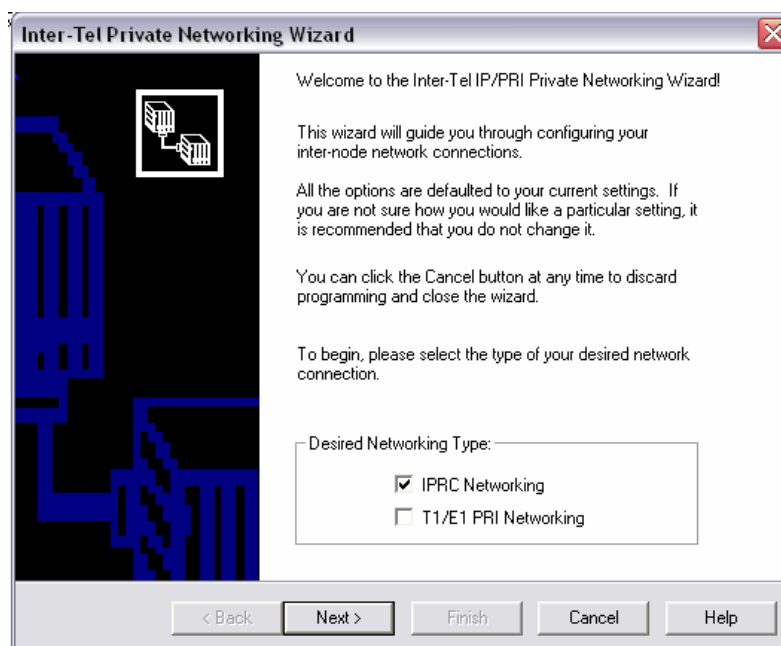 Inter-Tel Private Networking Wizard
Welcome to the Inter-Tel IP/PRI Private Networking Wizard!
This wizard will guide you through configuring your
inter-node network connections.
All the options are defaulted to your current settings. If
you are not sure how you would like a particular setting, it
is recommended that you do not change it.
You can click the Cancel button at any time to discard
programming and close the wizard.
To begin, please select the type of your desired network
connection.
Desired Networking Type:
IPRC Networking
T1/E1 PRI Networking
< Back
Next >
Finish
Cancel
Help